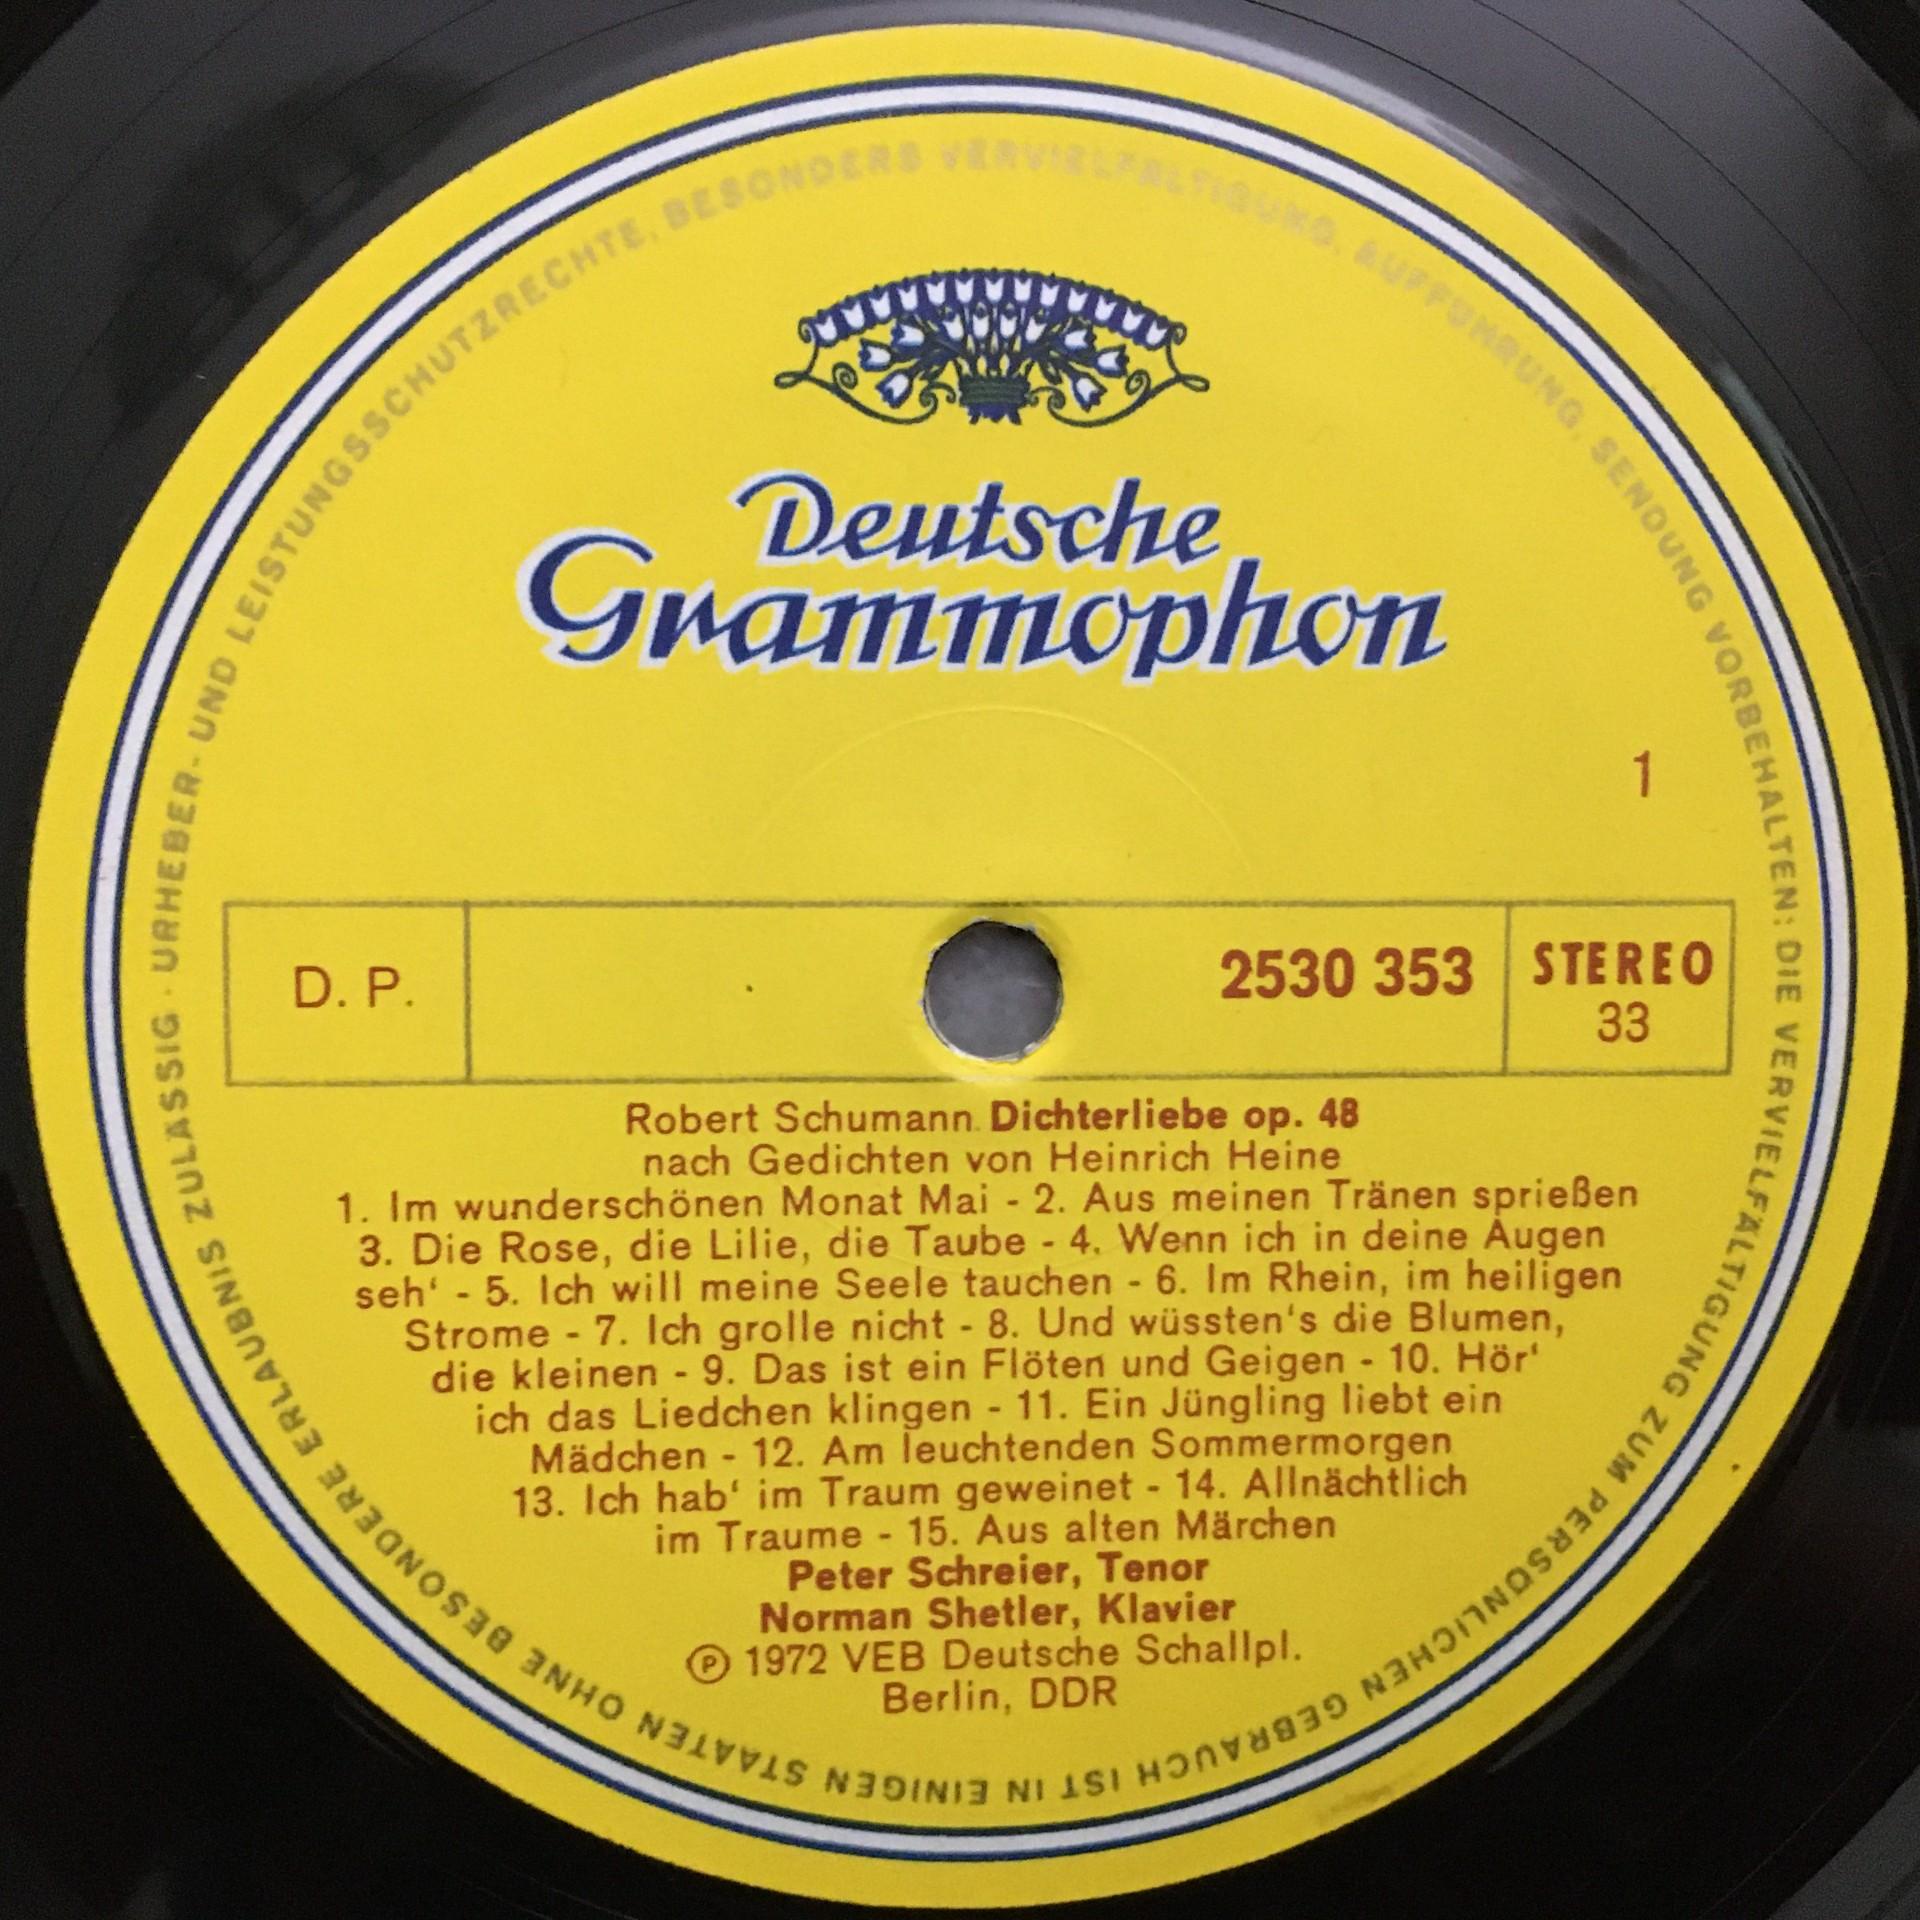 Deutsche
Grammophon
1
D. P.
2530 353
STEREO
33
Robert Schumann Dichterliebe op. 48
nach Gedichten von Heinrich Heine
1. Im wunderschönen Monat Mai - 2. Aus meinen Tränen sprießen
3. Die Rose, die Lilie, die Taube - 4. Wenn ich in deine Augen
seh' - 5. Ich will meine Seele tauchen - 6. Im Rhein, im heiligen
Strome - 7. Ich grolle nicht - 8. Und wüssten's die Blumen,
die kleinen - 9. Das ist ein Flöten und Geigen - 10. Hör'
ich das Liedchen klingen - 11. Ein Jüngling liebt ein
Mädchen - 12. Am leuchtenden Sommermorgen
13. Ich hab' im Traum geweinet - 14. Allnächtlich
im Traume - 15. Aus alten Märchen
Peter Schreier, Tenor
Norman Shetler, Klavier
℗ 1972 VEB Deutsche Schallpl.
Berlin, DDR
URHEBER- UND LEISTUNGSSCHUTZRECHTE, BESONDERS VERVIELFÄLTIGUNG, AUFFÜHRUNG, SENDUNG VORBEHALTEN: DIE VERVIELFÄLTIGUNG ZUM PERSÖNLICHEN GEBRAUCH IST IN EINIGEN STAATEN OHNE BESONDERE ERLAUBNIS ZULÄSSIG ·